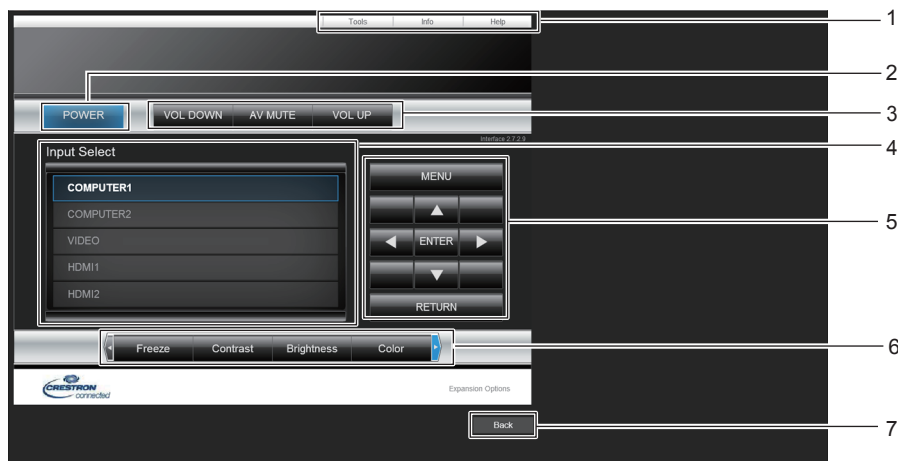 Tools Info Help
1
2
POWER VOL DOWN AV MUTE VOL UP
3
Interface 2.7.2.9
4
Input Select
MENU
COMPUTER1
COMPUTER2
5
VIDEO
ENTER
HDMI1
HDMI2
RETURN
Freeze Contrast Brightness Color
6
CRESTRON
connected
Expansion Options
Back
7